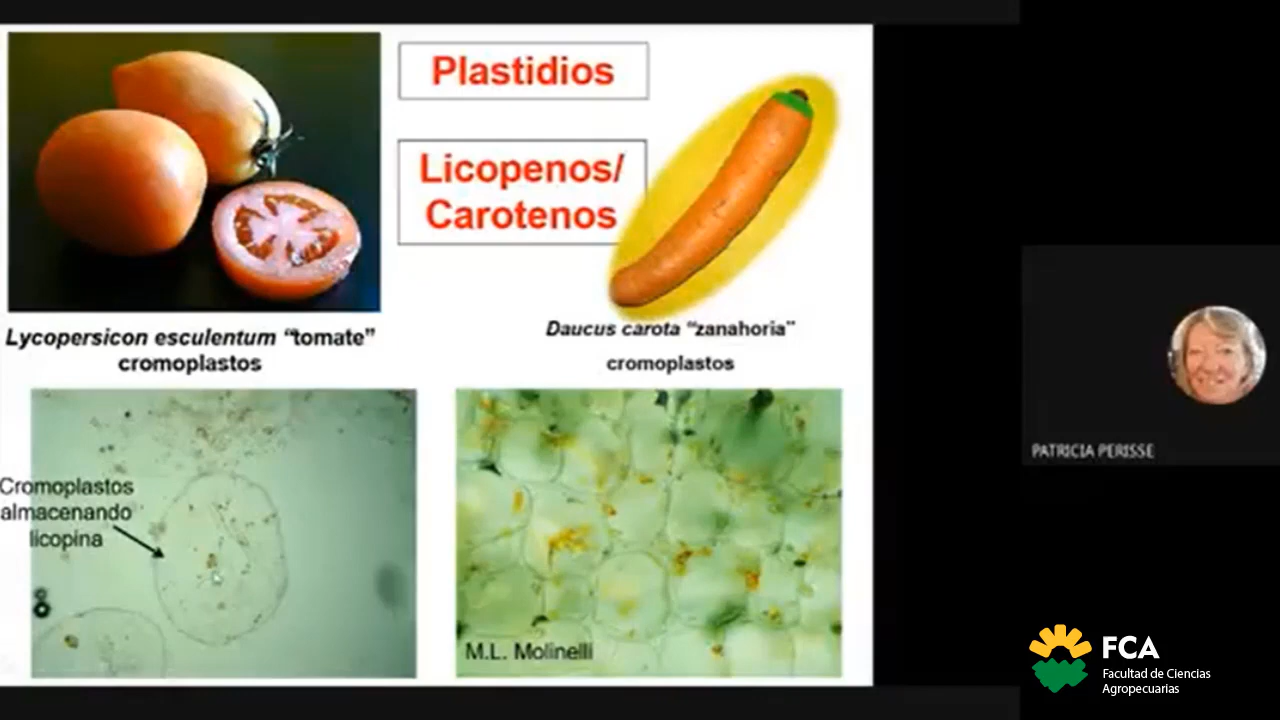 Plastidios
Licopenos/
Carotenos
Lycopersicon esculentum “tomate”
cromoplastos
Daucus carota “zanahoria”
cromoplastos
Cromoplastos
almacenando
licopina
M.L. Molinelli
PATRICIA PERISSE
FCA
Facultad de Ciencias
Agropecuarias